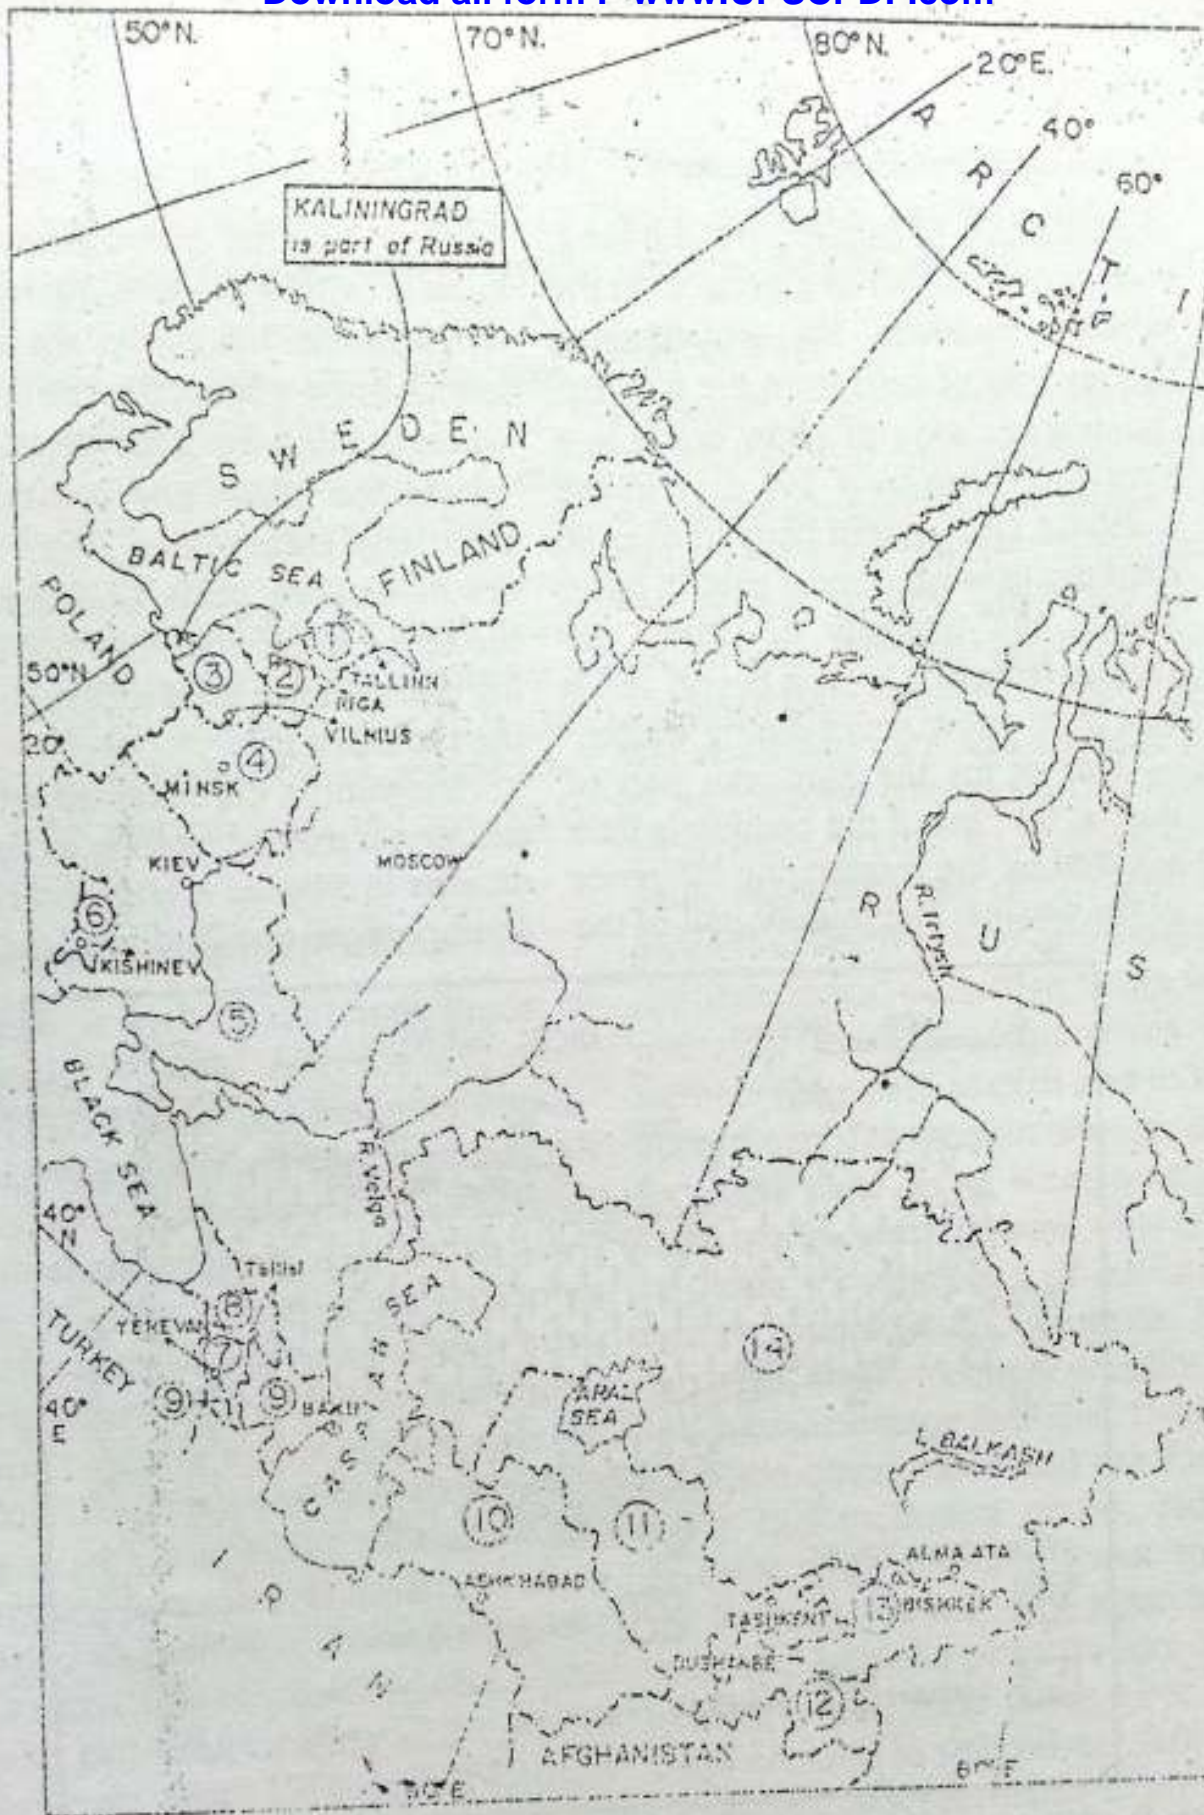 50°N.
70°N.
80°N.
20°E.
40°
60°
A R C T I
KALININGRAD
is part of Russia
SWEDEN
FINLAND
BALTIC SEA
POLAND
①
②
③
TALLINN
RIGA
VILNIUS
50°N
20°
④
MINSK
KIEV
MOSCOW
⑥
KISHINEV
⑤
R U S
R. Irtysh
BLACK SEA
R. Volga
40°
N
TURKEY
YEREVAN
⑧
⑦
⑨
⑨
BAKU
40°
E
CASPIAN SEA
ARAL
SEA
14
L. BALKASH
⑩
⑪
ASHKHABAD
ALMA ATA
TASHKENT
13
BISHKEK
DUSHANBE
⑫
IRAN
AFGHANISTAN